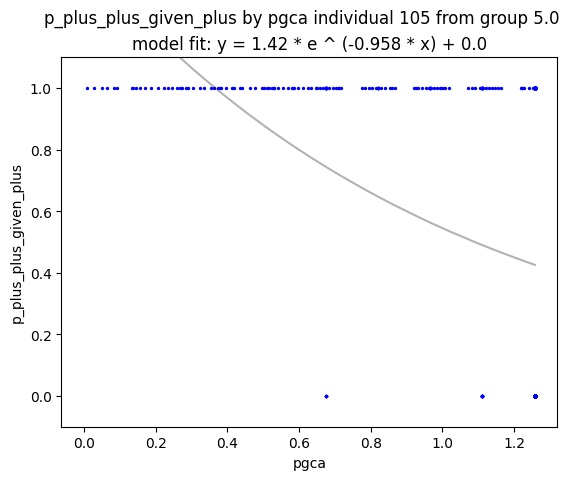 p_plus_plus_given_plus by pgca individual 105 from group 5.0
model fit: y = 1.42 * e ^ (-0.958 * x) + 0.0
1.0
0.8
0.6
0.4
0.2
0.0
p_plus_plus_given_plus
0.0 0.2 0.4 0.6 0.8 1.0 1.2
pgca